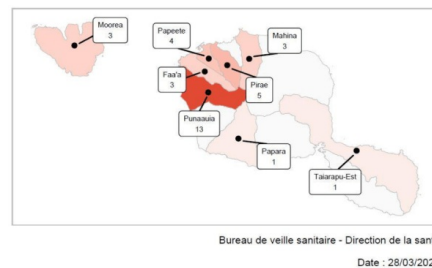 Moorea
3
Papeete
4
Mahina
3
Faa'a
3
Pirae
5
Punaauia
13
Papara
1
Taiarapu-Est
1
Bureau de veille sanitaire - Direction de la sant
Date : 28/03/202